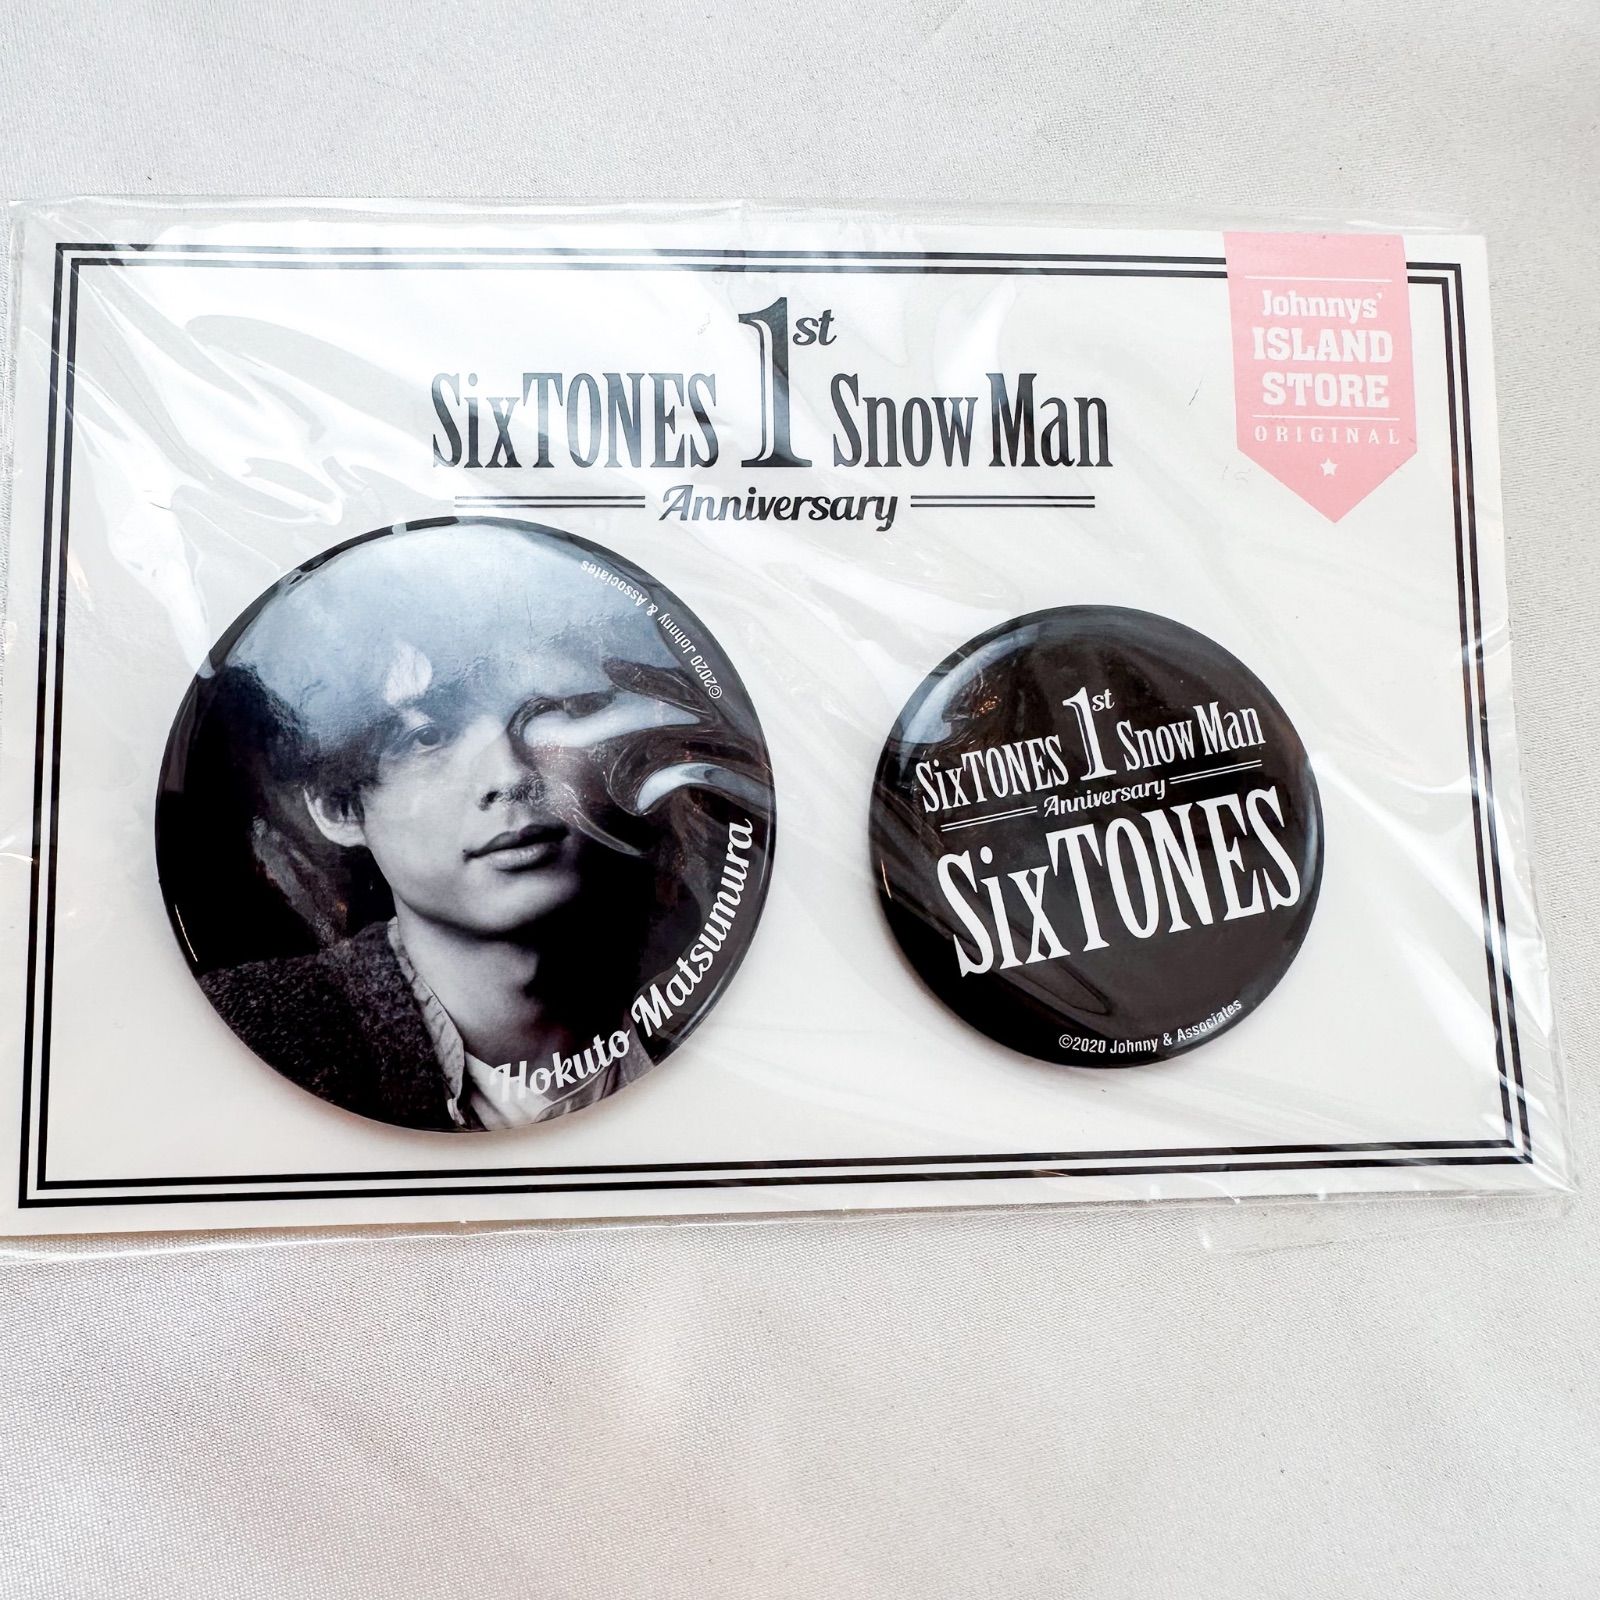 SixTONES 1st Snow Man
Anniversary
Johnnys'
ISLAND
STORE
ORIGINAL
©2020 Johnny & Associates
Hokuto Matsumura
SixTONES 1st Snow Man
Anniversary
SixTONES
©2020 Johnny & Associates